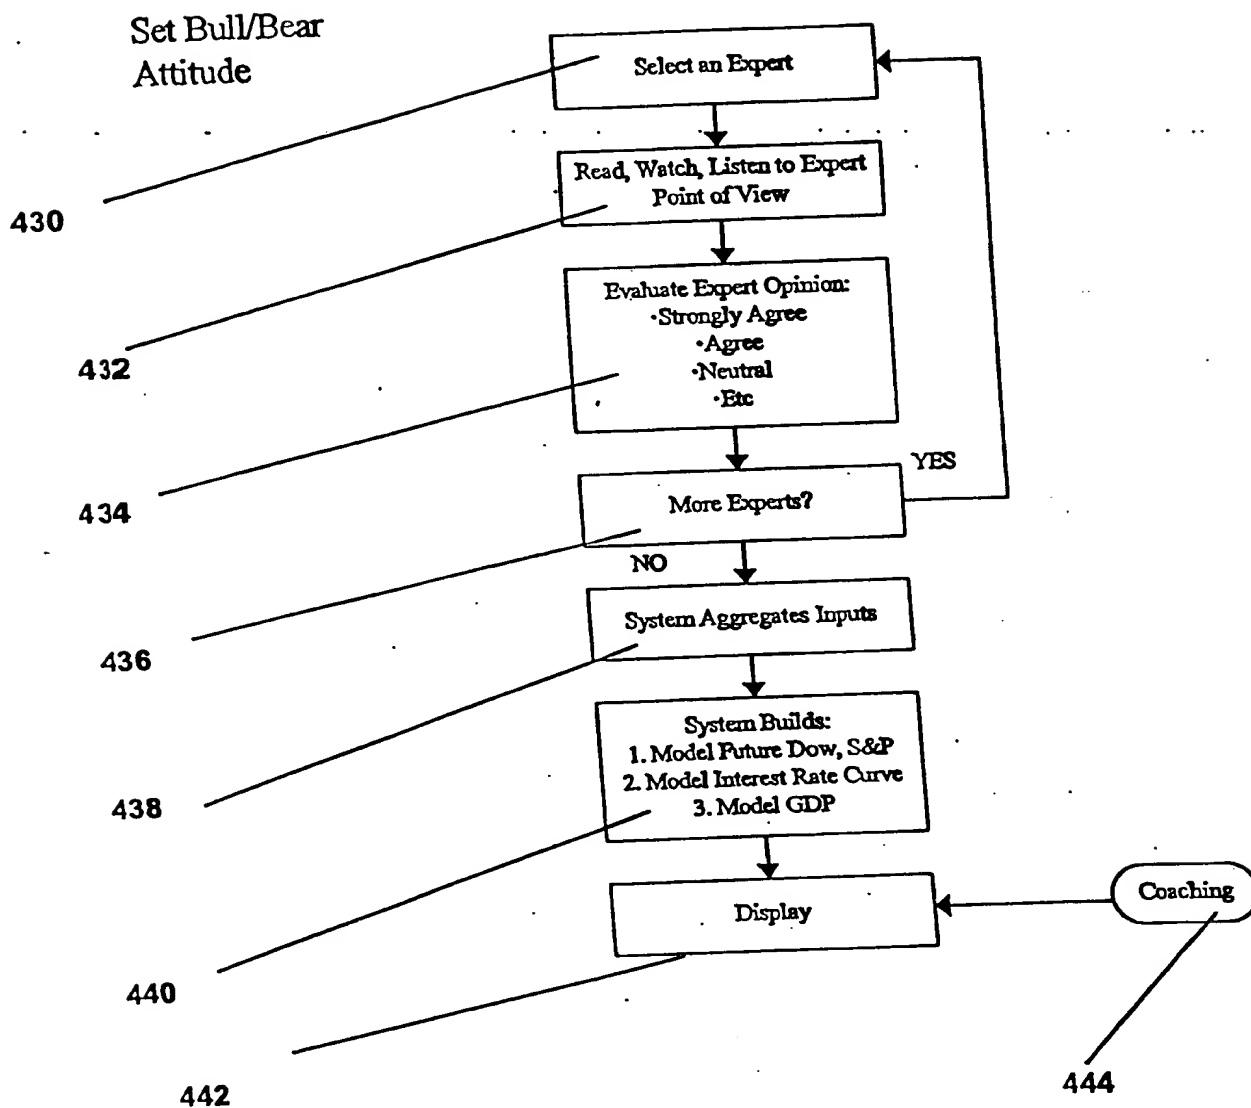 Set Bull/Bear
Attitude
Select an Expert
Read, Watch, Listen to Expert
Point of View
430
Evaluate Expert Opinion:
•Strongly Agree
•Agree
•Neutral
•Etc
432
YES
434
More Experts?
NO
System Aggregates Inputs
436
System Builds:
1. Model Future Dow, S&P
2. Model Interest Rate Curve
3. Model GDP
438
Display
Coaching
440
442
444